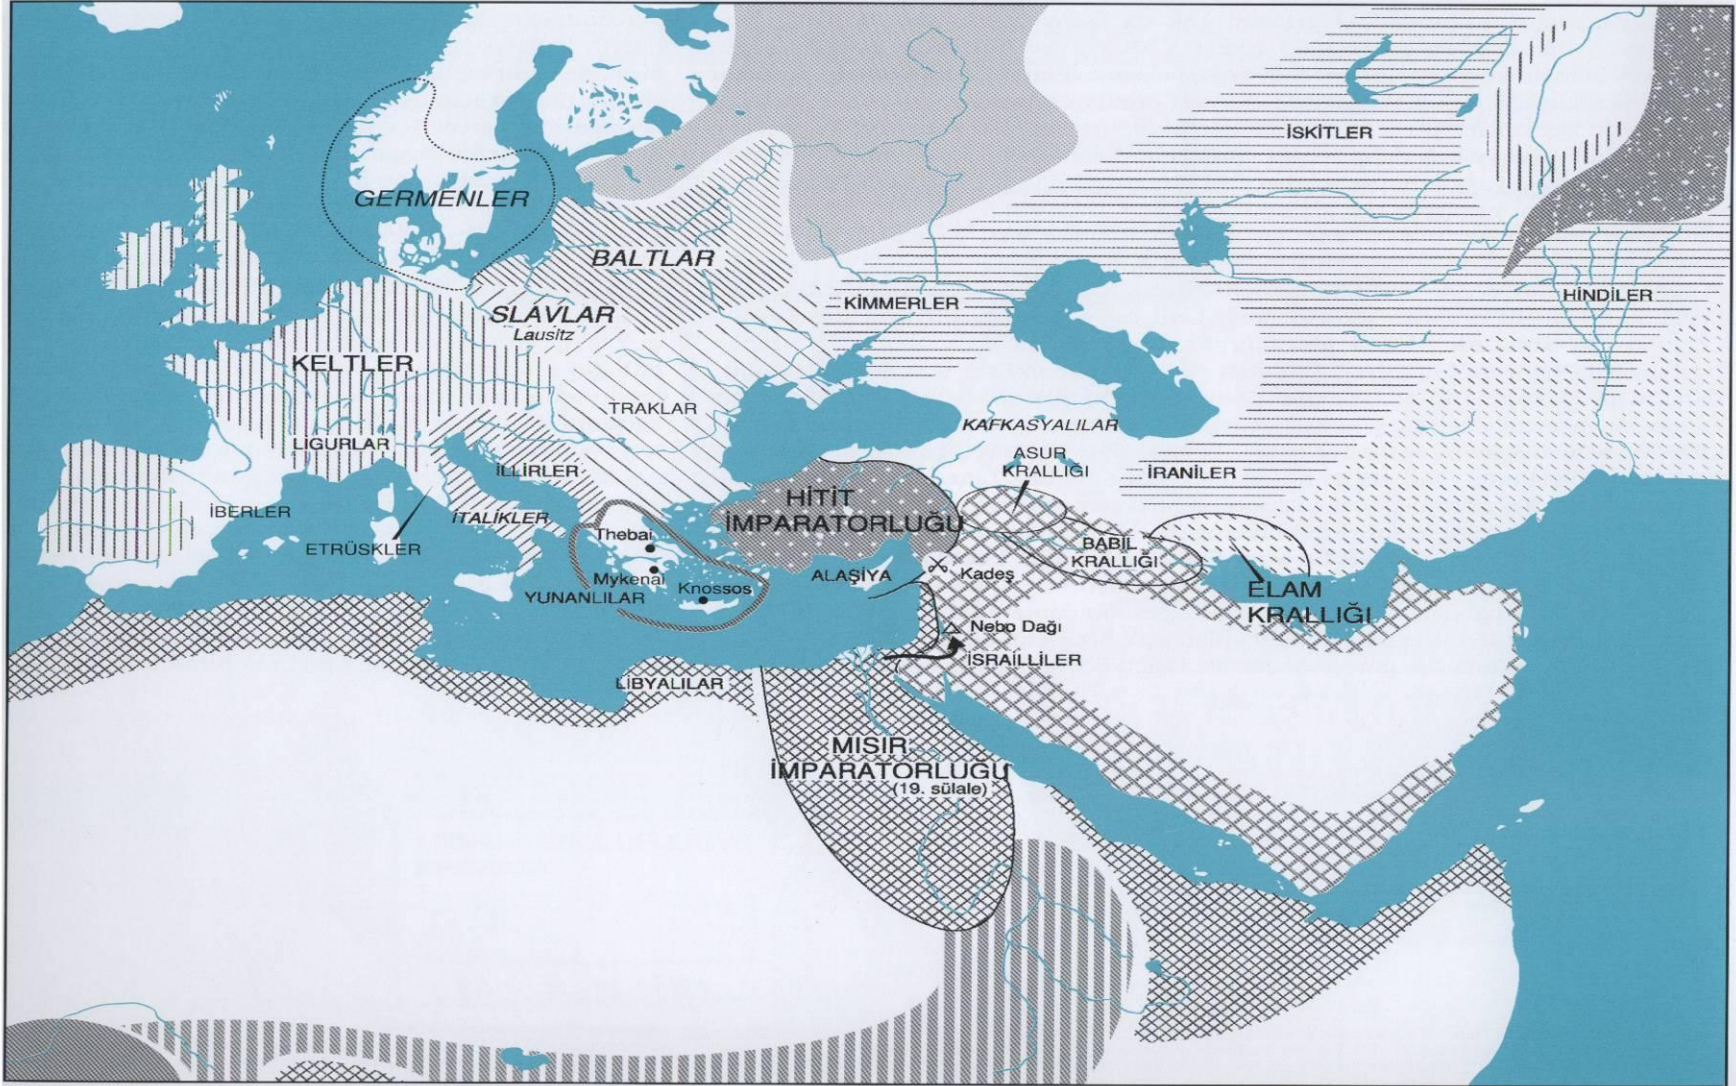 İSKİTLER
GERMENLER
BALTLAR
HİNDİLER
KİMMERLER
SLAVLAR
Lausitz
KELTLER
TRAKLAR
KAFKASYALILAR
LİGURLAR
ASUR
KRALLIĞI
İLLİRLER
İRANİLER
HİTİT
İMPARATORLUĞU
İBERLER
İTALİKLER
ETRÜSKLER
Thebai
BABİL
KRALLIĞI
Mykenai
Knossos
YUNANLILAR
ALAŞİYA
Kadeş
ELAM
KRALLIĞI
Nebo Dağı
İSRAİLLİLER
LİBYALILAR
MISIR
İMPARATORLUĞU
(19. sülale)